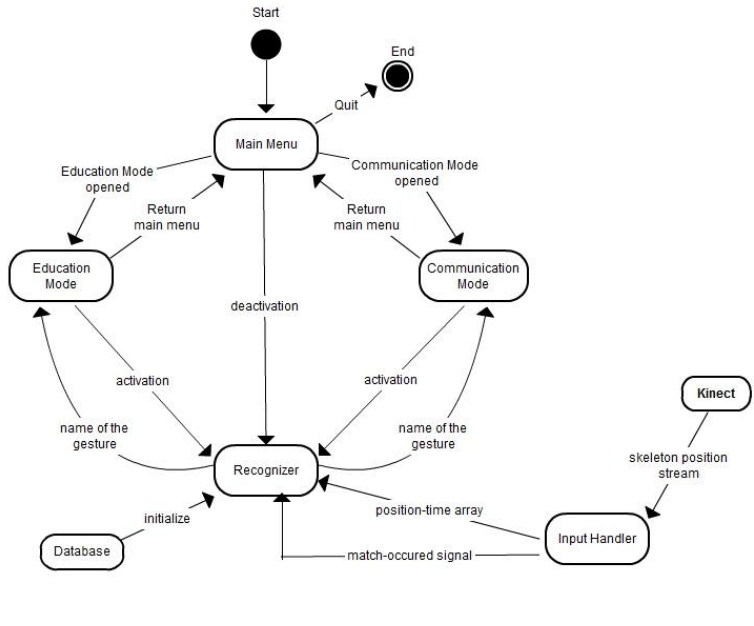 Start
End
Quit
Main Menu
Education Mode
opened
Communication Mode
opened
Return
main menu
Return
main menu
Education
Mode
Communication
Mode
deactivation
activation
activation
Kinect
name of the
gesture
name of the
gesture
skeleton position
stream
Recognizer
position-time array
initialize
Input Handler
Database
match-occured signal